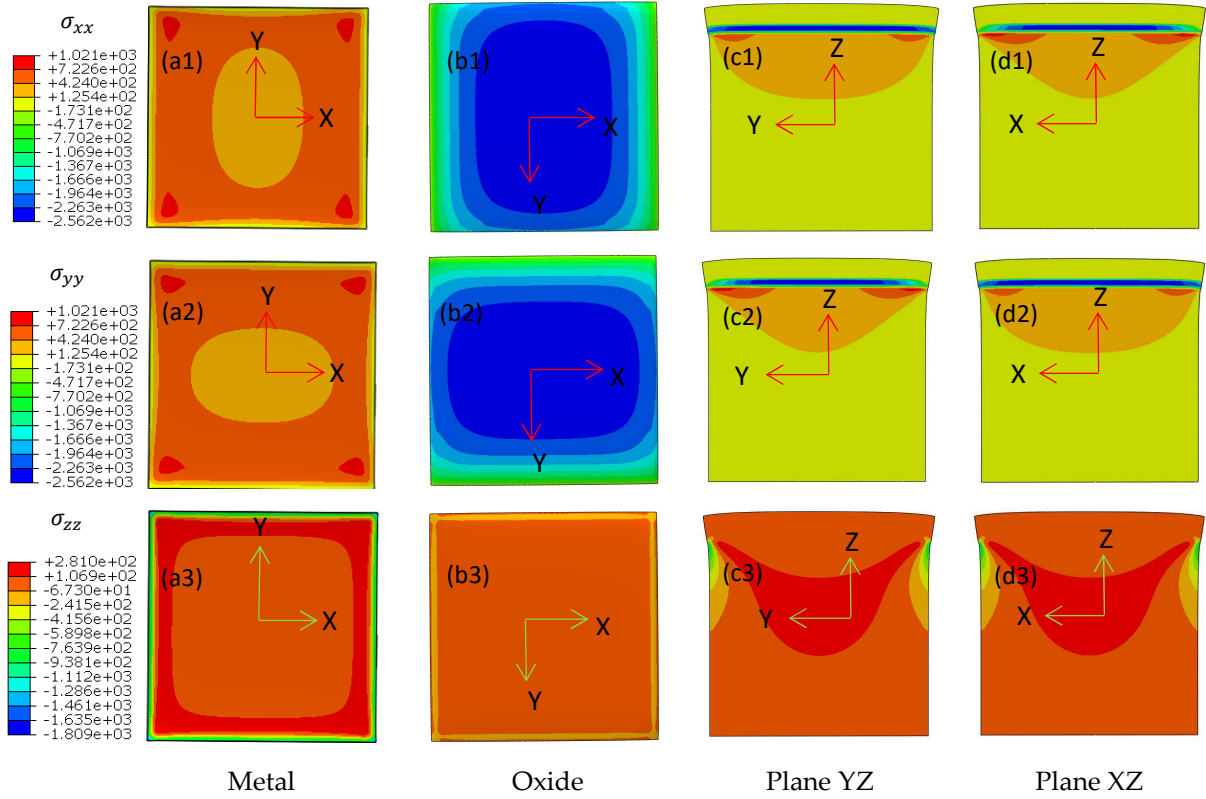 σxx
+1.021e+03
+7.226e+02
+4.240e+02
+1.254e+02
-1.731e+02
-4.717e+02
-7.702e+02
-1.069e+03
-1.367e+03
-1.666e+03
-1.964e+03
-2.263e+03
-2.562e+03
(a1)
Y
X
(b1)
X
Y
(c1)
Z
Y
(d1)
Z
X
σyy
+1.021e+03
+7.226e+02
+4.240e+02
+1.254e+02
-1.731e+02
-4.717e+02
-7.702e+02
-1.069e+03
-1.367e+03
-1.666e+03
-1.964e+03
-2.263e+03
-2.562e+03
(a2)
Y
X
(b2)
X
Y
(c2)
Z
Y
(d2)
Z
X
σzz
+2.810e+02
+1.069e+02
-6.730e+01
-2.415e+02
-4.156e+02
-5.898e+02
-7.639e+02
-9.381e+02
-1.112e+03
-1.286e+03
-1.461e+03
-1.635e+03
-1.809e+03
(a3)
Y
X
(b3)
X
Y
(c3)
Z
Y
(d3)
Z
X
Metal
Oxide
Plane YZ
Plane XZ